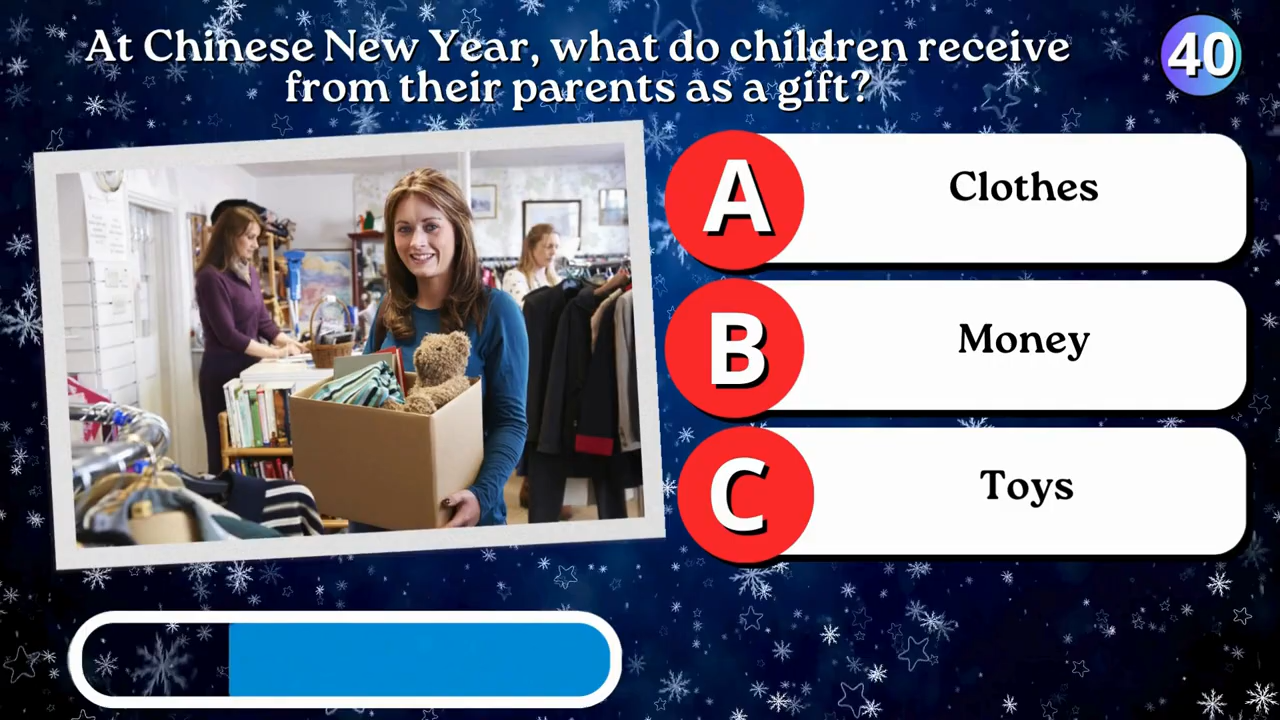 At Chinese New Year, what do children receive
from their parents as a gift?
40
A
Clothes
B
Money
C
Toys